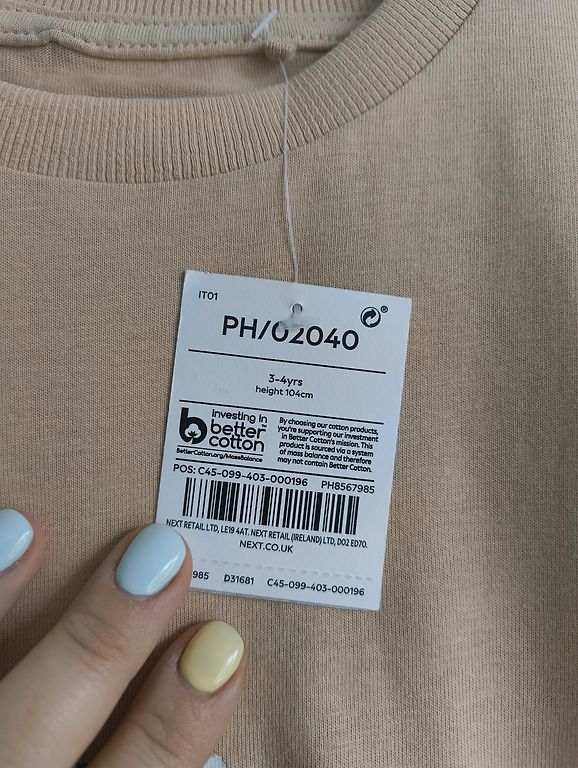 IT01
®
PH/02040
3-4yrs
height 104cm
investing in
better
cotton
™
BetterCotton.org/MassBalance
By choosing our cotton products,
you're supporting our investment
in Better Cotton's mission. This
product is sourced via a system
of mass balance and therefore
may not contain Better Cotton.
POS: C45-099-403-000196 PH8567985
NEXT RETAIL LTD, LE19 4AT. NEXT RETAIL (IRELAND) LTD, D02 ED70.
NEXT.CO.UK
985 D31681 C45-099-403-000196